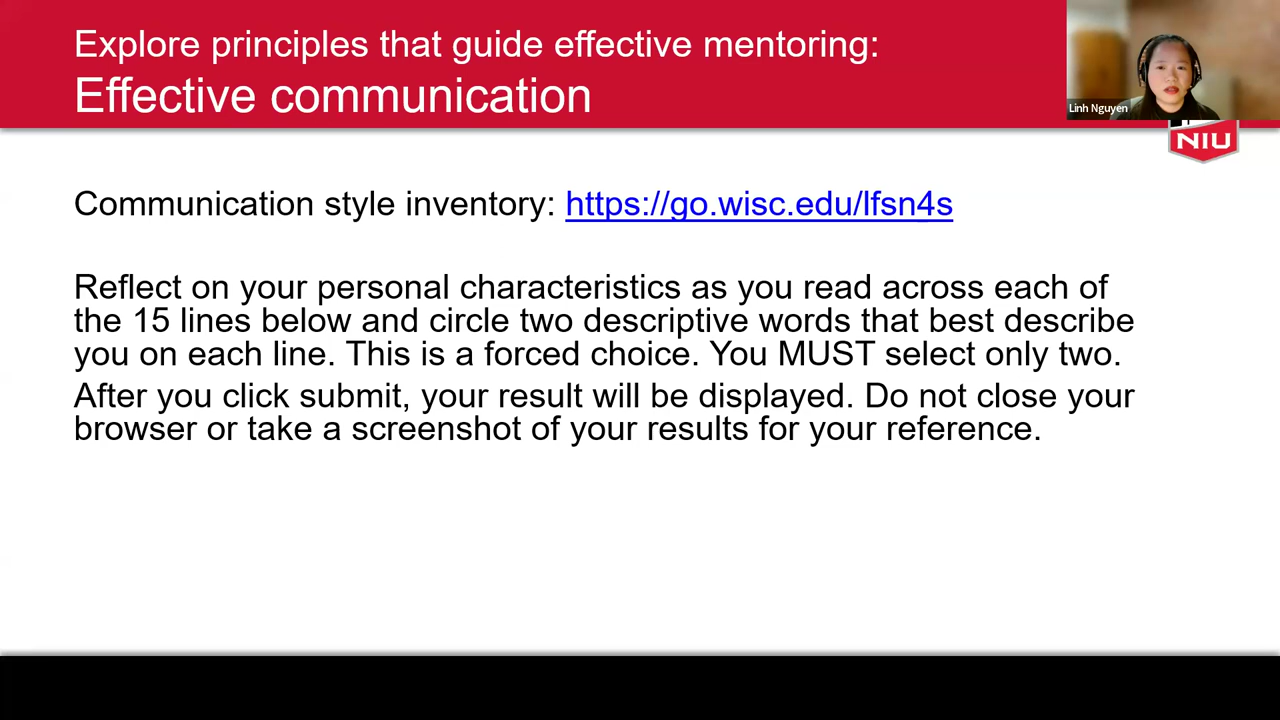 Explore principles that guide effective mentoring:
Effective communication
Linh Nguyen
NIU
Communication style inventory: https://go.wisc.edu/lfsn4s
Reflect on your personal characteristics as you read across each of
the 15 lines below and circle two descriptive words that best describe
you on each line. This is a forced choice. You MUST select only two.
After you click submit, your result will be displayed. Do not close your
browser or take a screenshot of your results for your reference.